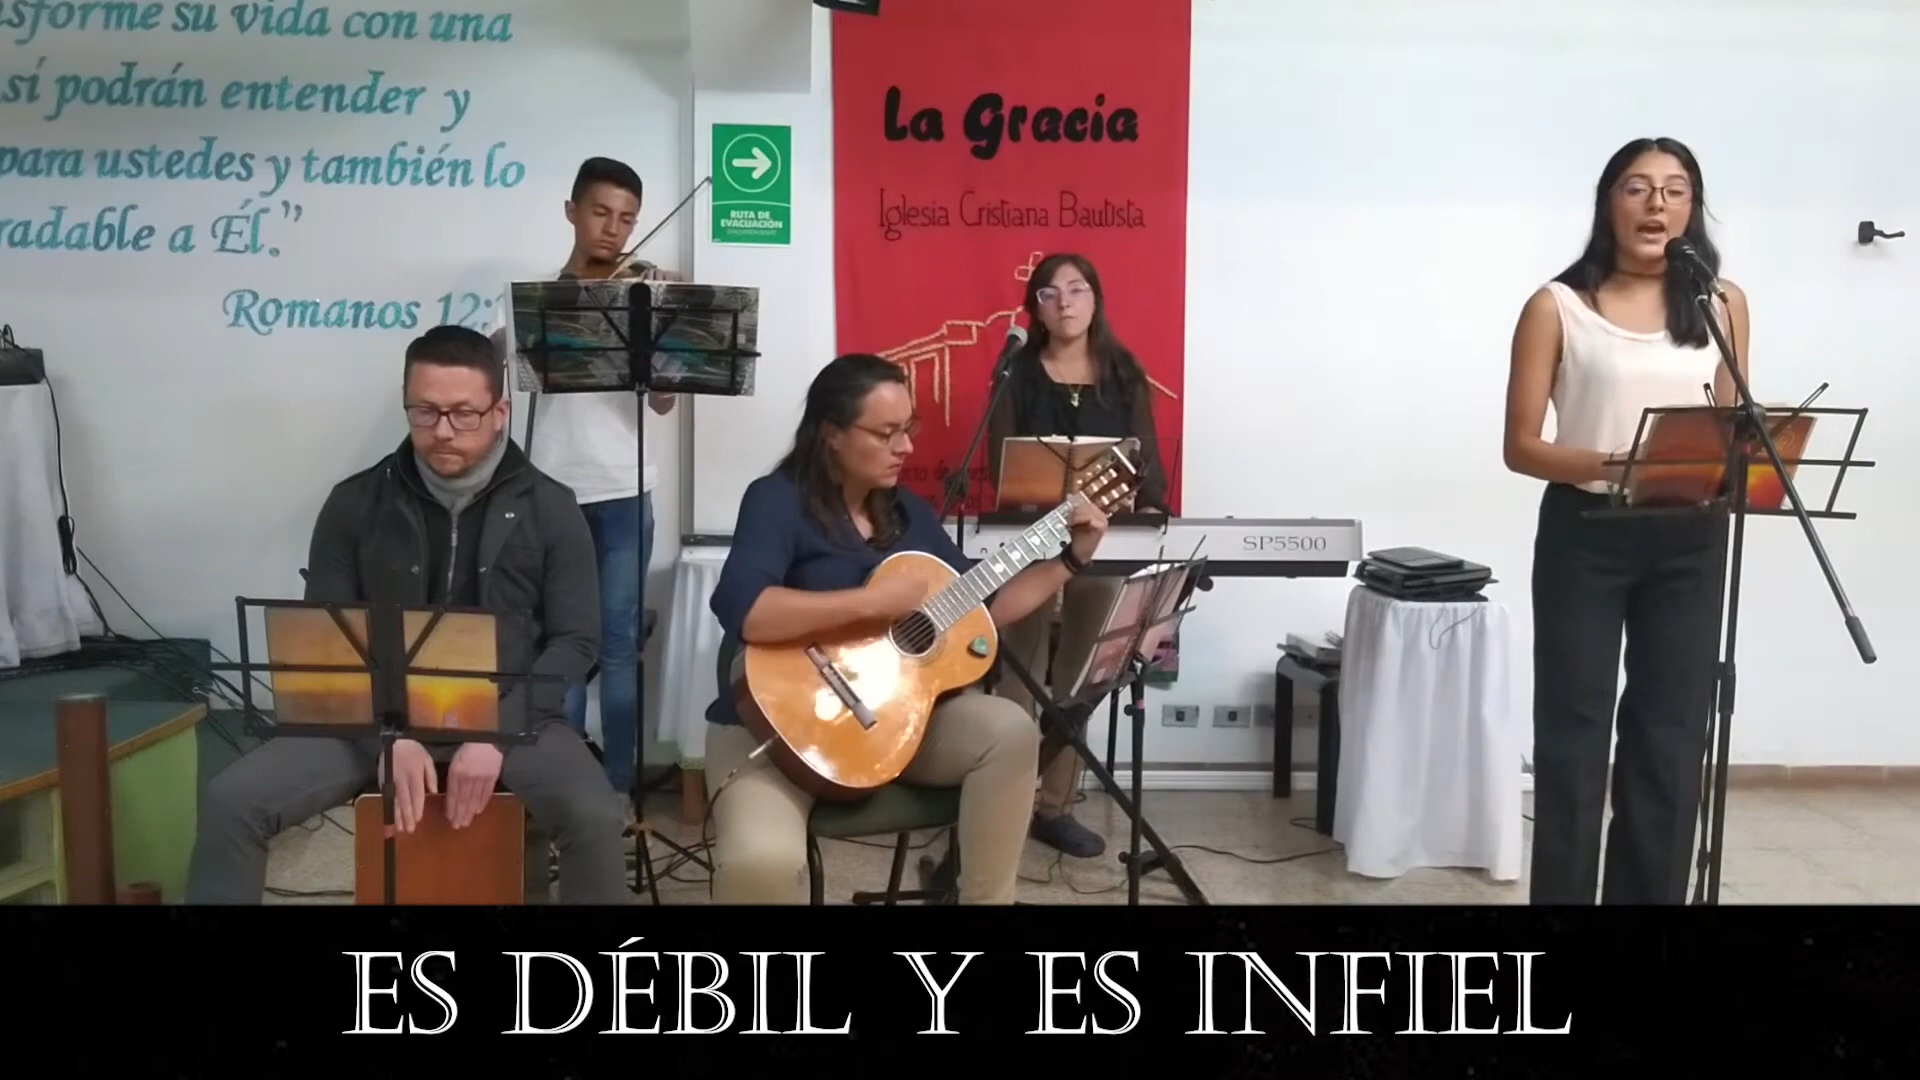 sforme su vida con una
sí podrán entender y
para ustedes y también lo
radable a Él."
Romanos 12:
RUTA DE
EVACUACIÓN
La Gracia
Iglesia Cristiana Bautista
SP5500
ES DÉBIL Y ES INFIEL